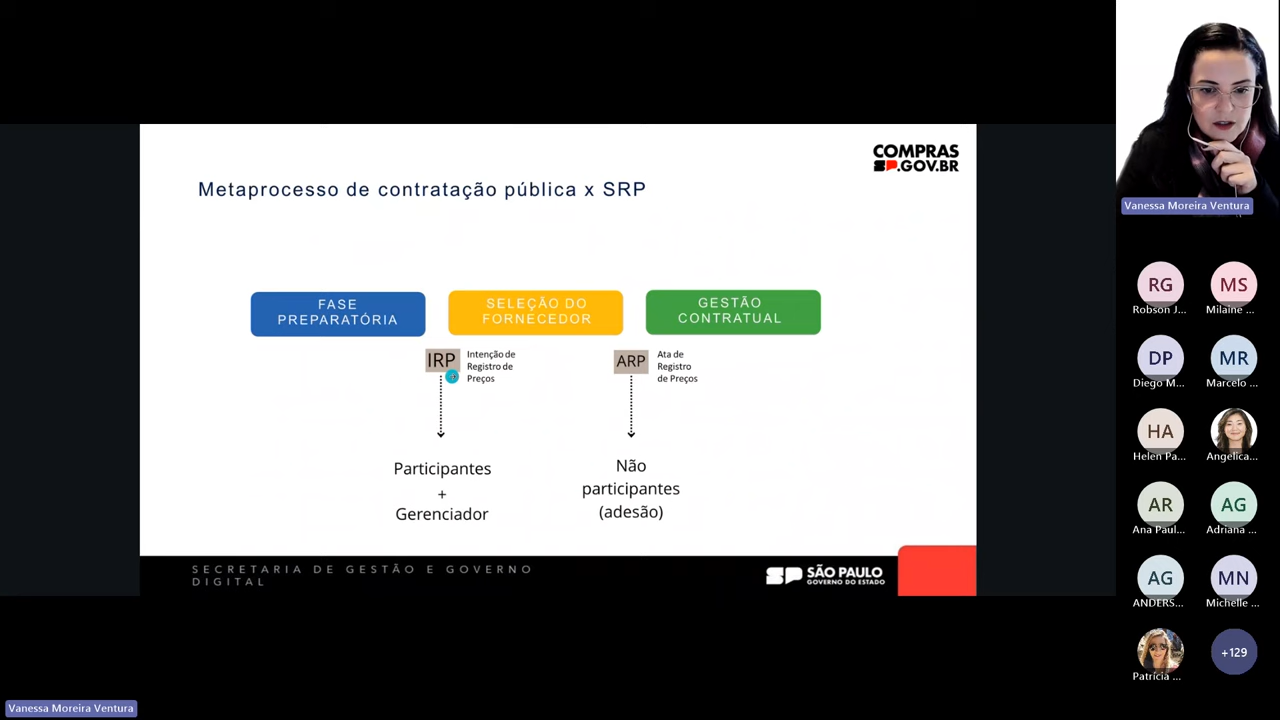 COMPRAS
SP.GOV.BR
Metaprocesso de contratação pública x SRP
FASE
PREPARATÓRIA
SELEÇÃO DO
FORNECEDOR
GESTÃO
CONTRATUAL
IRP
Intenção de
Registro de
Preços
ARP
Ata de
Registro
de Preços
Participantes
+
Gerenciador
Não
participantes
(adesão)
SECRETARIA DE GESTÃO E GOVERNO
DIGITAL
SP SÃO PAULO
GOVERNO DO ESTADO
Vanessa Moreira Ventura
RG
Robson J...
MS
Milaine ...
DP
Diego M...
MR
Marcelo ...
HA
Helen Pa...
Angelica...
AR
Ana Paul...
AG
Adriana ...
AG
ANDERS...
MN
Michelle ...
Patrícia ...
+129
Vanessa Moreira Ventura